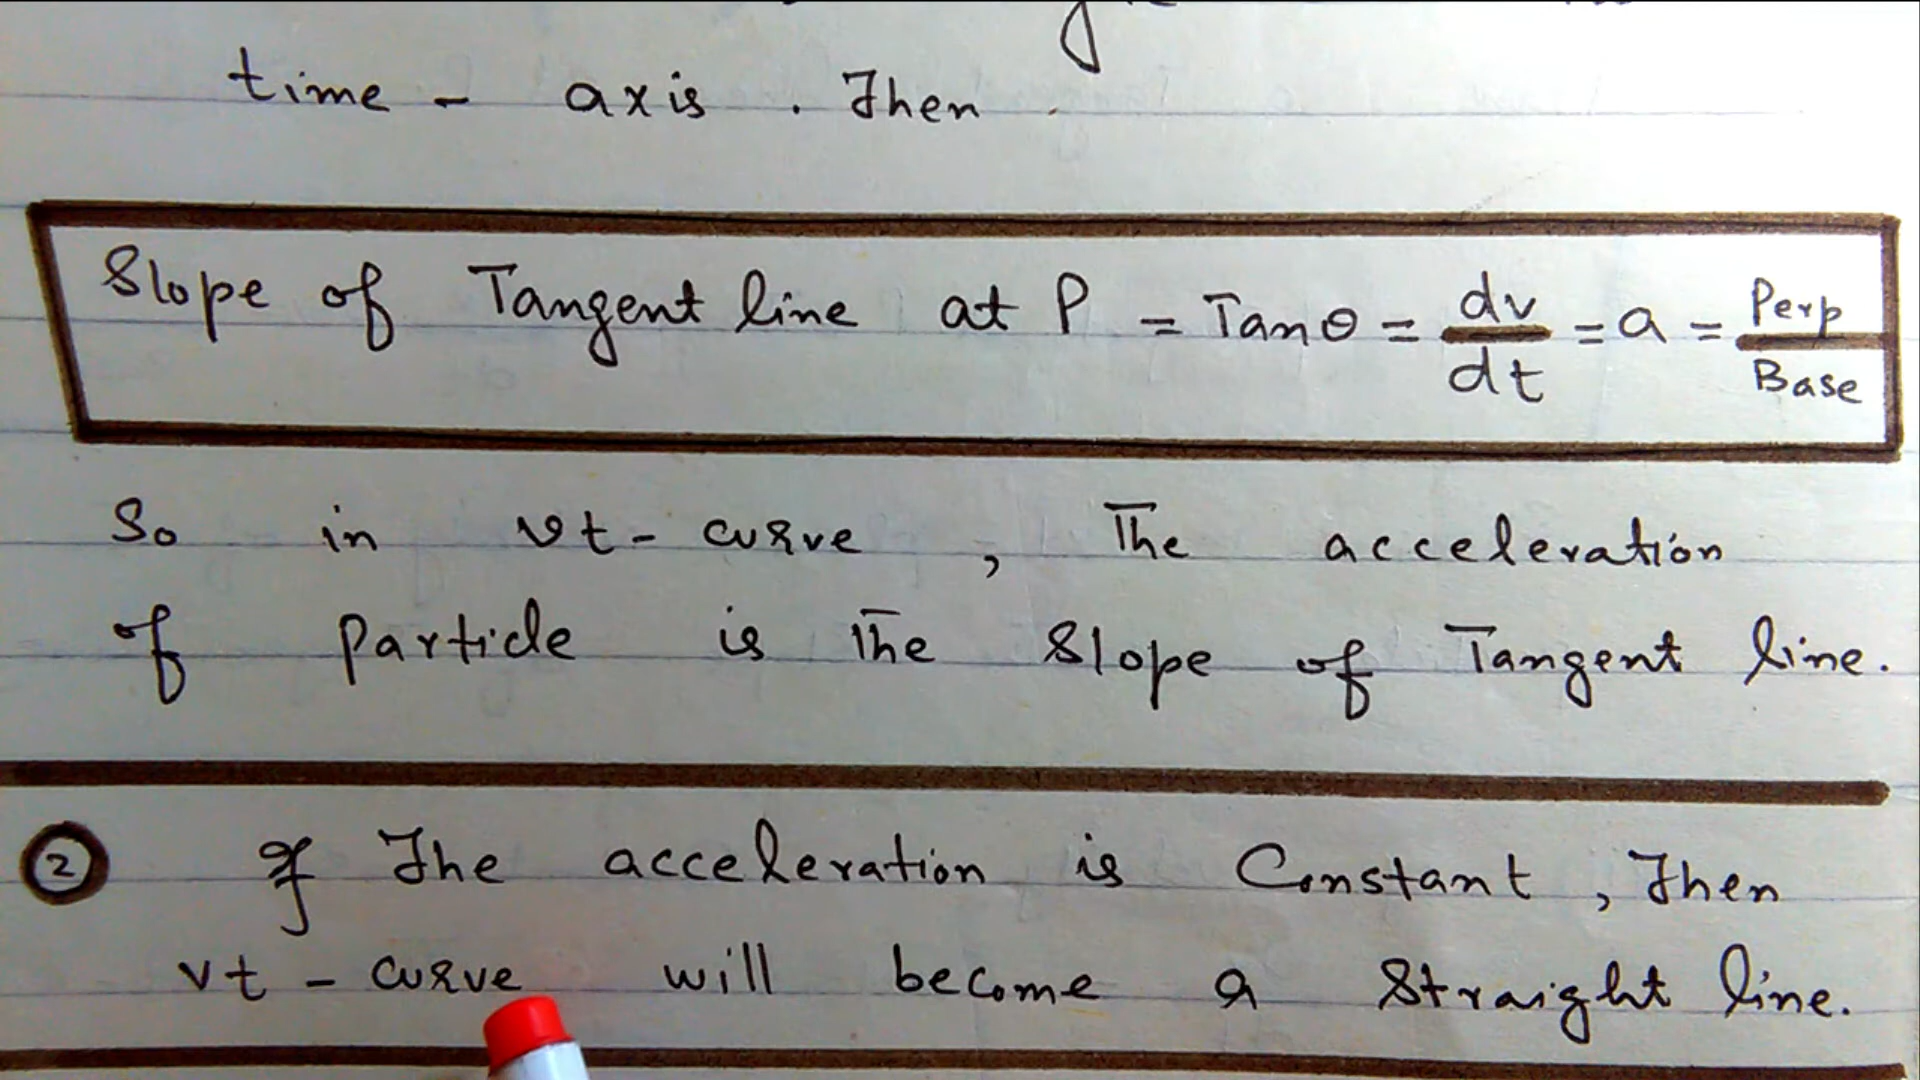 time - axis . Then
Slope of Tangent line at P = Tanθ = dv/dt = a = Perp/Base
So in vt - curve , The acceleration
of particle is The Slope of Tangent line.
2 If The acceleration is Constant , Then
vt - curve will become a Straight line.